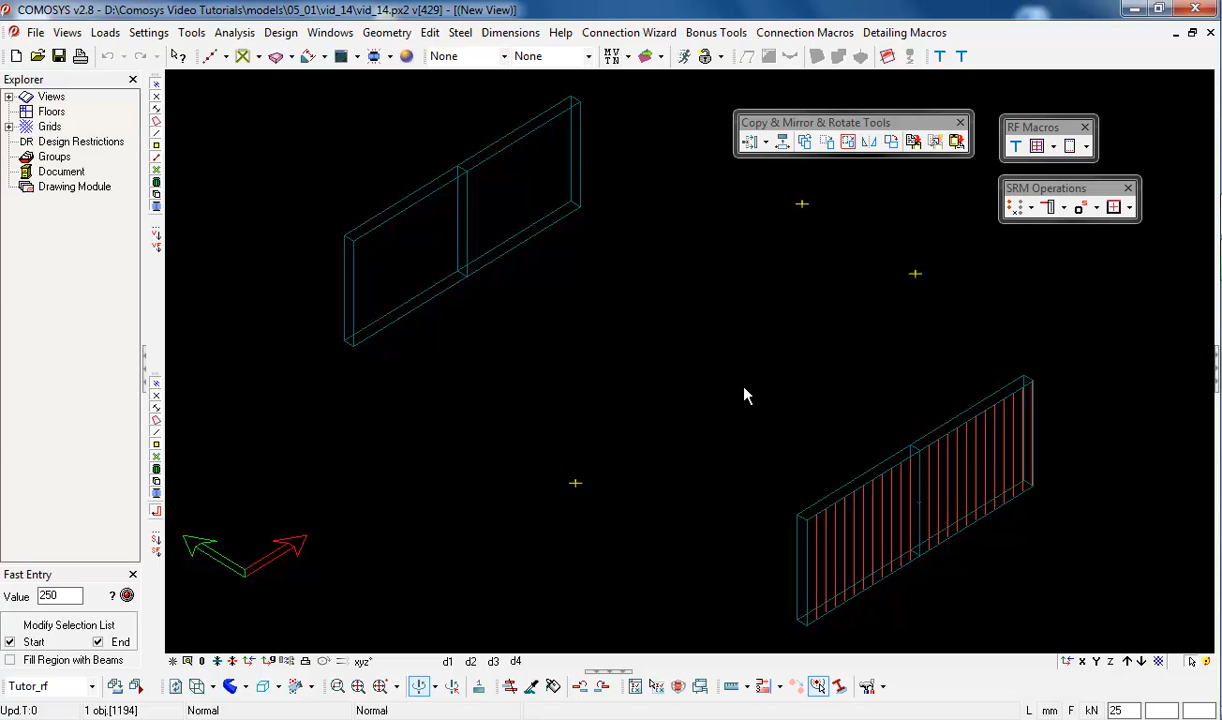 COMOSYS v2.8 - D:\Comosys Video Tutorials\models\05_01\vid_14\vid_14.px2 v[429] - [(New View)]
File Views Loads Settings Tools Analysis Design Windows Geometry Edit Steel Dimensions Help Connection Wizard Bonus Tools Connection Macros Detailing Macros
None None MV TN
Explorer
Views
Floors
Grids
DR Design Restrictions
Groups
Document
Drawing Module
Copy & Mirror & Rotate Tools
RF Macros
SRM Operations
Fast Entry
Value 250 ?
Modify Selection List
Start End
Fill Region with Beams
xyz* d1 d2 d3 d4 X Y Z
Tutor_rf
Upd.T:0 1 obj.[1194] Normal Normal L mm F kN 25